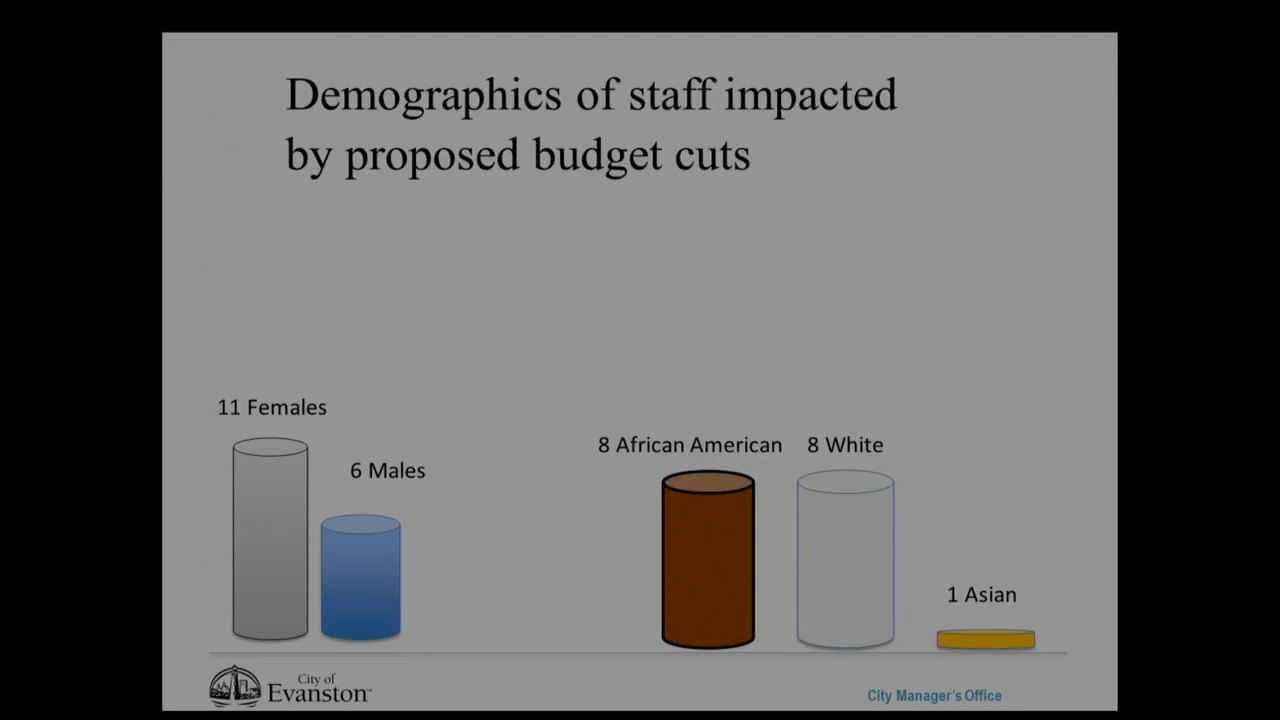 Demographics of staff impacted
by proposed budget cuts
11 Females
6 Males
8 African American
8 White
1 Asian
City of
Evanston™
City Manager's Office